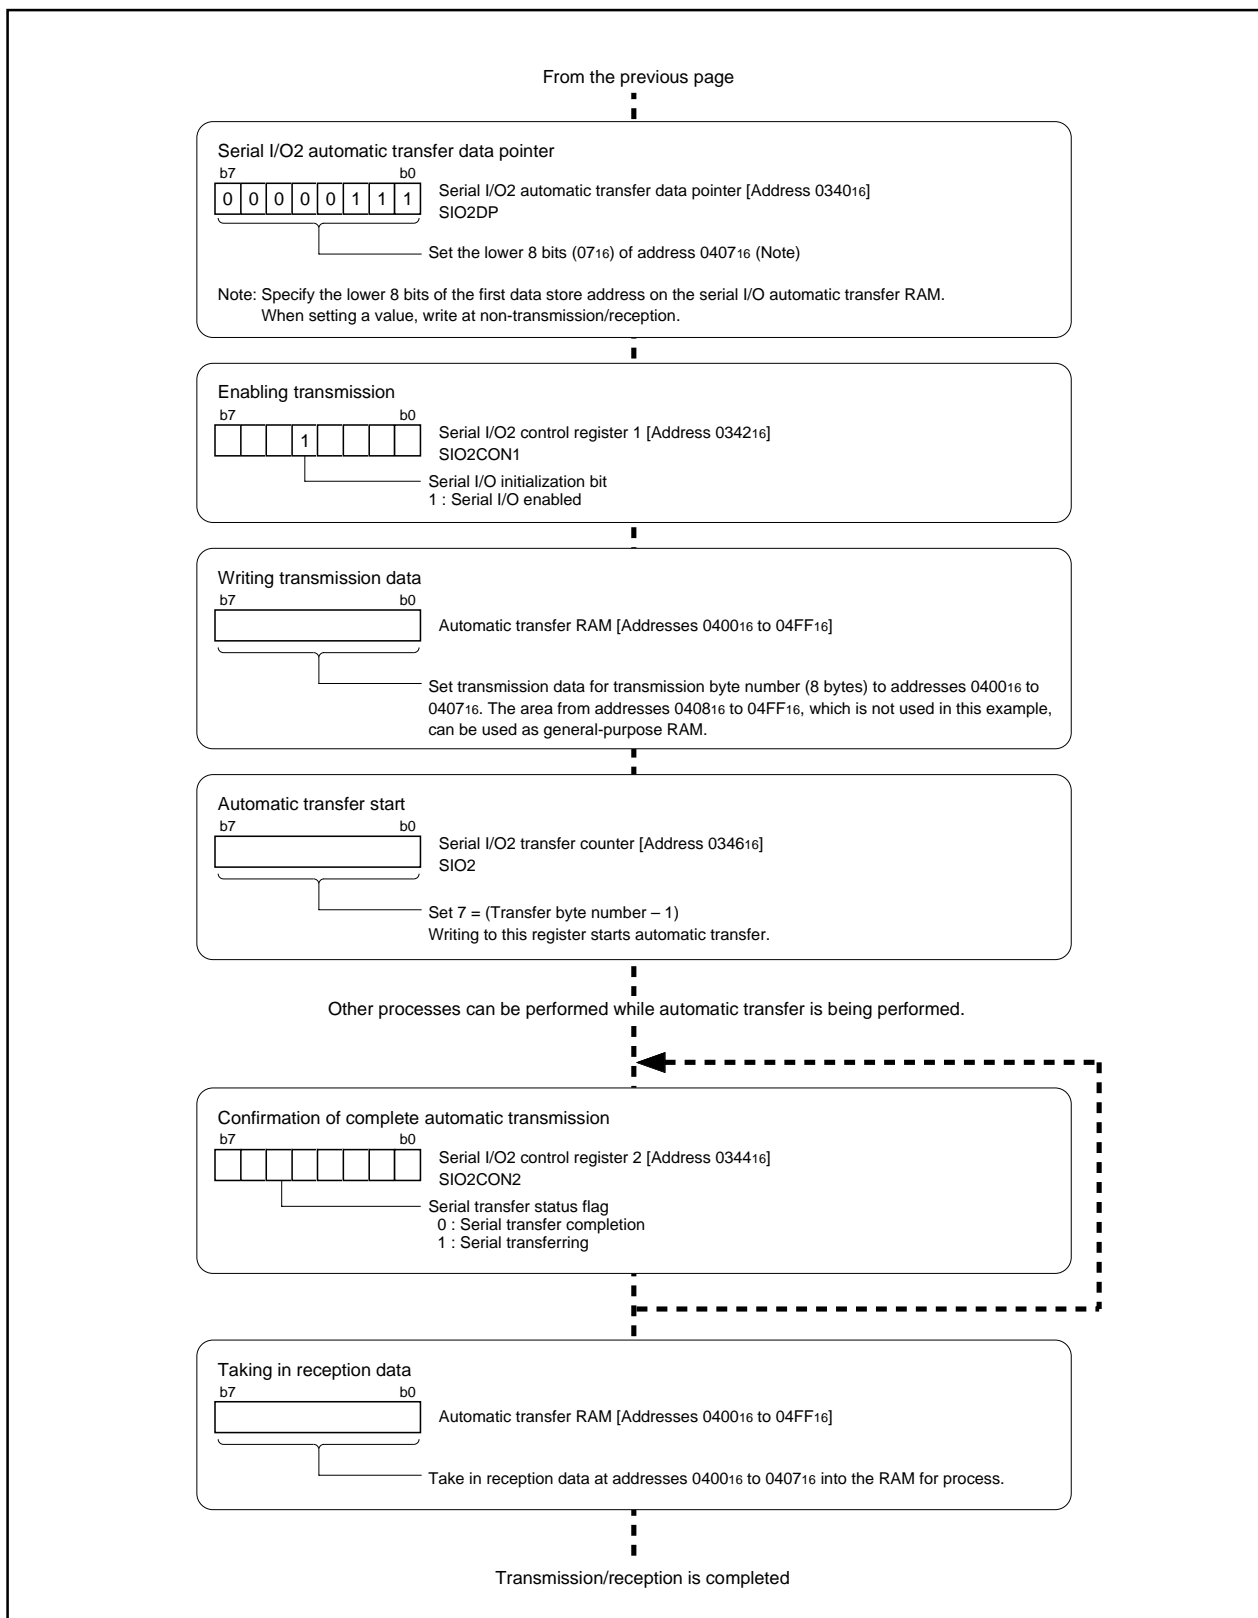 From the previous page
Serial I/O2 automatic transfer data pointer
b7 b0
0 0 0 0 0 1 1 1
Serial I/O2 automatic transfer data pointer [Address 034016]
SIO2DP
Set the lower 8 bits (0716) of address 040716 (Note)
Note: Specify the lower 8 bits of the first data store address on the serial I/O automatic transfer RAM.
When setting a value, write at non-transmission/reception.
Enabling transmission
b7 b0
1
Serial I/O2 control register 1 [Address 034216]
SIO2CON1
Serial I/O initialization bit
1 : Serial I/O enabled
Writing transmission data
b7 b0
Automatic transfer RAM [Addresses 040016 to 04FF16]
Set transmission data for transmission byte number (8 bytes) to addresses 040016 to
040716. The area from addresses 040816 to 04FF16, which is not used in this example,
can be used as general-purpose RAM.
Automatic transfer start
b7 b0
Serial I/O2 transfer counter [Address 034616]
SIO2
Set 7 = (Transfer byte number – 1)
Writing to this register starts automatic transfer.
Other processes can be performed while automatic transfer is being performed.
Confirmation of complete automatic transmission
b7 b0
Serial I/O2 control register 2 [Address 034416]
SIO2CON2
Serial transfer status flag
0 : Serial transfer completion
1 : Serial transferring
Taking in reception data
b7 b0
Automatic transfer RAM [Addresses 040016 to 04FF16]
Take in reception data at addresses 040016 to 040716 into the RAM for process.
Transmission/reception is completed